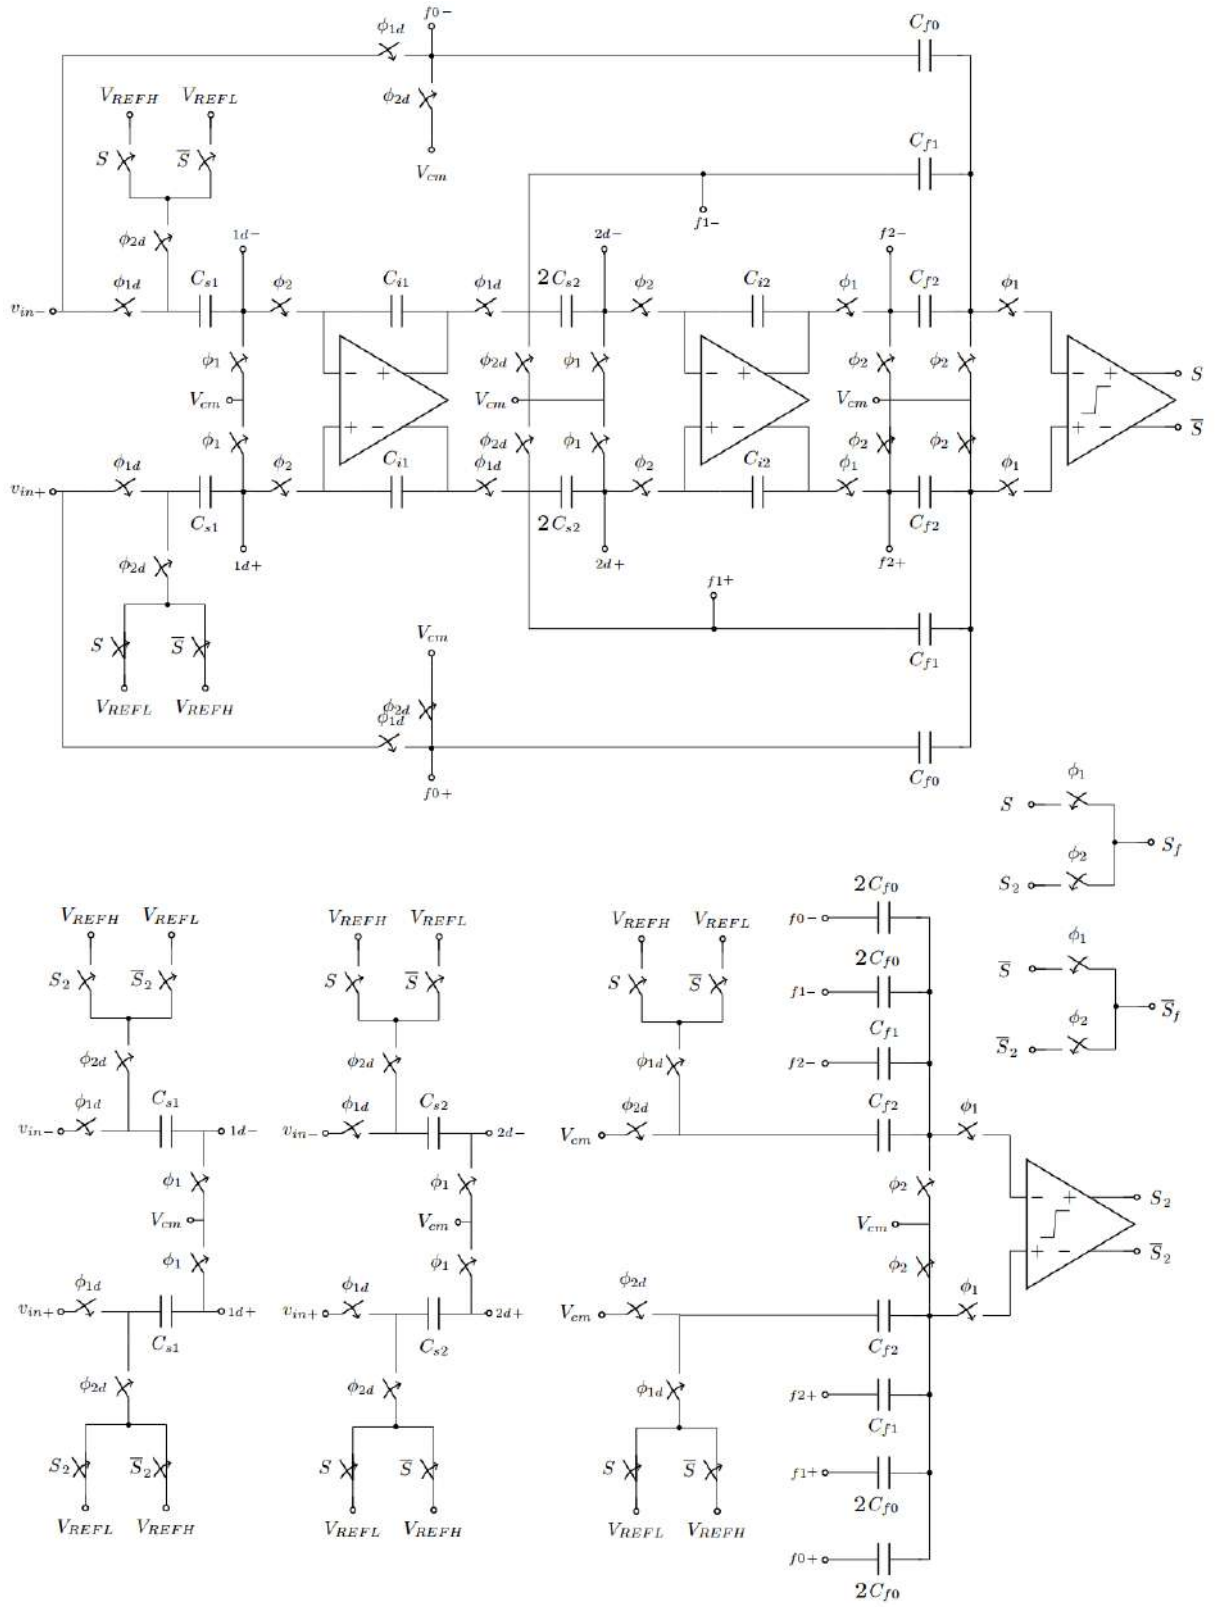 f0−
ϕ1d
Cf0
VREFH VREFL
ϕ2d
S S̅
Vcm
Cf1
f1−
ϕ2d
1d− 2d− f2−
vin− ϕ1d Cs1 ϕ2 Ci1 ϕ1d 2Cs2 ϕ2 Ci2 ϕ1 Cf2 ϕ1
ϕ1 ϕ2d ϕ1 ϕ2 ϕ2
− + − + − + S
Vcm Vcm Vcm
+ − + − + − S̅
ϕ1 ϕ2d ϕ1 ϕ2 ϕ2
vin+ ϕ1d ϕ2 Ci1 ϕ1d ϕ2 Ci2 ϕ1 ϕ1
Cs1 2Cs2 Cf2
ϕ2d 1d+ 2d+ f2+
f1+
S S̅
Vcm
Cf1
VREFL VREFH
ϕ2d
ϕ1d
Cf0
f0+
ϕ1
S Sf
ϕ2
S2
2Cf0
VREFH VREFL VREFH VREFL VREFH VREFL f0−
ϕ1
2Cf0
S2 S̅2 S S̅ S S̅ S̅
f1−
S̅f
Cf1
ϕ2
ϕ2d ϕ2d ϕ1d f2− S̅2
ϕ1d Cs1 ϕ1d Cs2 ϕ2d Cf2 ϕ1
vin− 1d− vin− 2d− Vcm
ϕ1 ϕ1 ϕ2
− + S2
Vcm Vcm Vcm
+ − S̅2
ϕ1 ϕ1 ϕ2
ϕ1d ϕ1d ϕ2d ϕ1
vin+ 1d+ vin+ 2d+ Vcm
Cs1 Cs2 Cf2
ϕ2d ϕ2d ϕ1d f2+
Cf1
S2 S̅2 S S̅ S S̅ f1+
2Cf0
VREFL VREFH VREFL VREFH VREFL VREFH
f0+
2Cf0